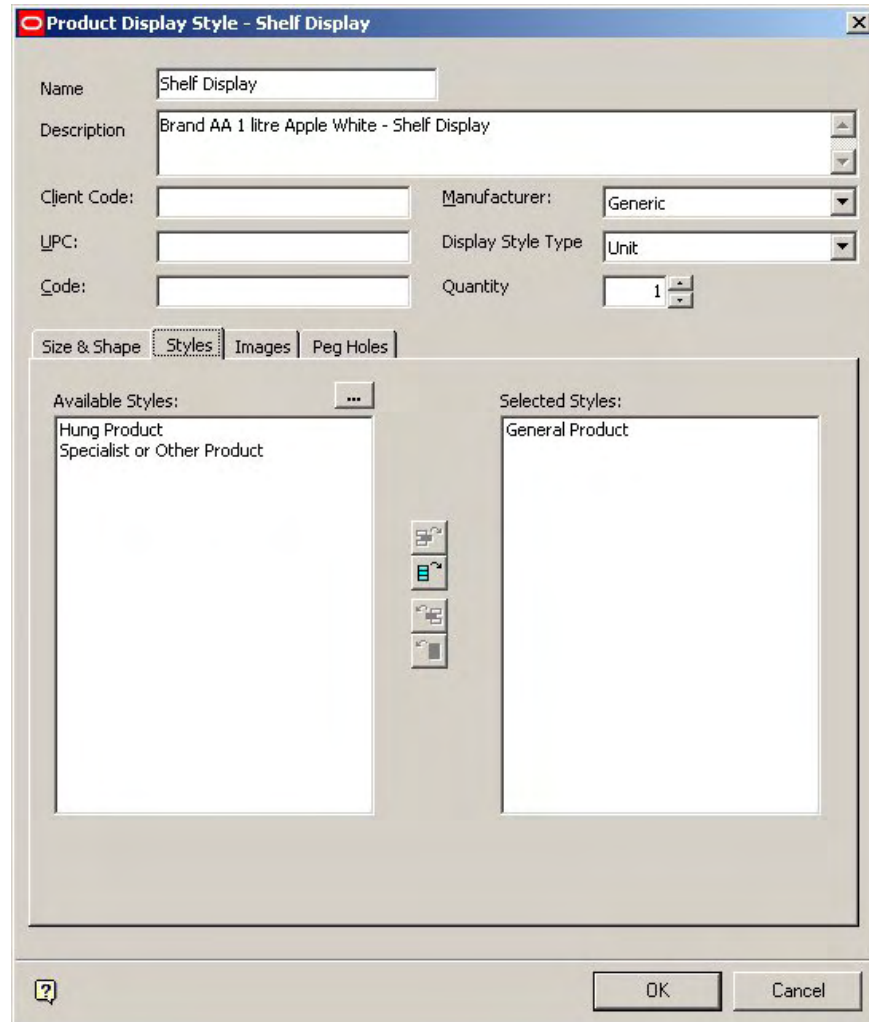 Product Display Style - Shelf Display
Name Shelf Display
Description Brand AA 1 litre Apple White - Shelf Display
Client Code: Manufacturer: Generic
UPC: Display Style Type Unit
Code: Quantity 1
Size & Shape Styles Images Peg Holes
Available Styles: ... Selected Styles:
Hung Product General Product
Specialist or Other Product
? OK Cancel